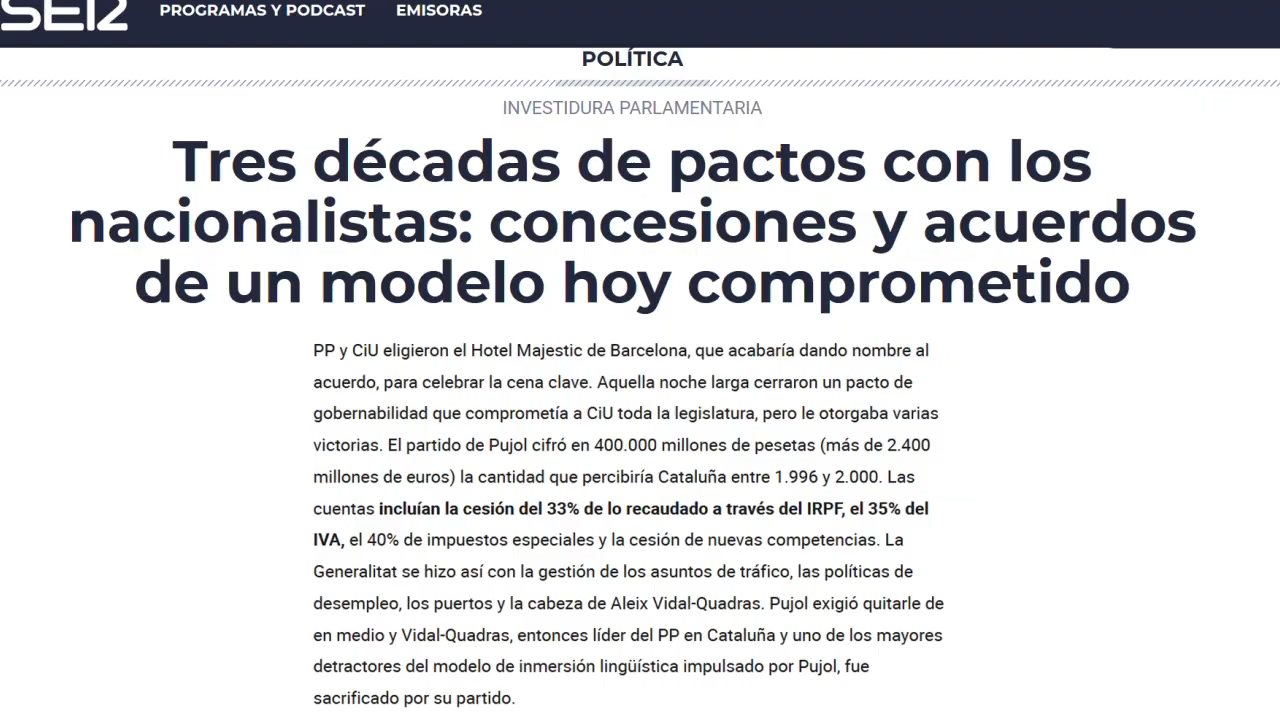 SER
PROGRAMAS Y PODCAST EMISORAS
POLÍTICA
INVESTIDURA PARLAMENTARIA
Tres décadas de pactos con los
nacionalistas: concesiones y acuerdos
de un modelo hoy comprometido
PP y CiU eligieron el Hotel Majestic de Barcelona, que acabaría dando nombre al
acuerdo, para celebrar la cena clave. Aquella noche larga cerraron un pacto de
gobernabilidad que comprometía a CiU toda la legislatura, pero le otorgaba varias
victorias. El partido de Pujol cifró en 400.000 millones de pesetas (más de 2.400
millones de euros) la cantidad que percibiría Cataluña entre 1.996 y 2.000. Las
cuentas incluían la cesión del 33% de lo recaudado a través del IRPF, el 35% del
IVA, el 40% de impuestos especiales y la cesión de nuevas competencias. La
Generalitat se hizo así con la gestión de los asuntos de tráfico, las políticas de
desempleo, los puertos y la cabeza de Aleix Vidal-Quadras. Pujol exigió quitarle de
en medio y Vidal-Quadras, entonces líder del PP en Cataluña y uno de los mayores
detractores del modelo de inmersión lingüística impulsado por Pujol, fue
sacrificado por su partido.